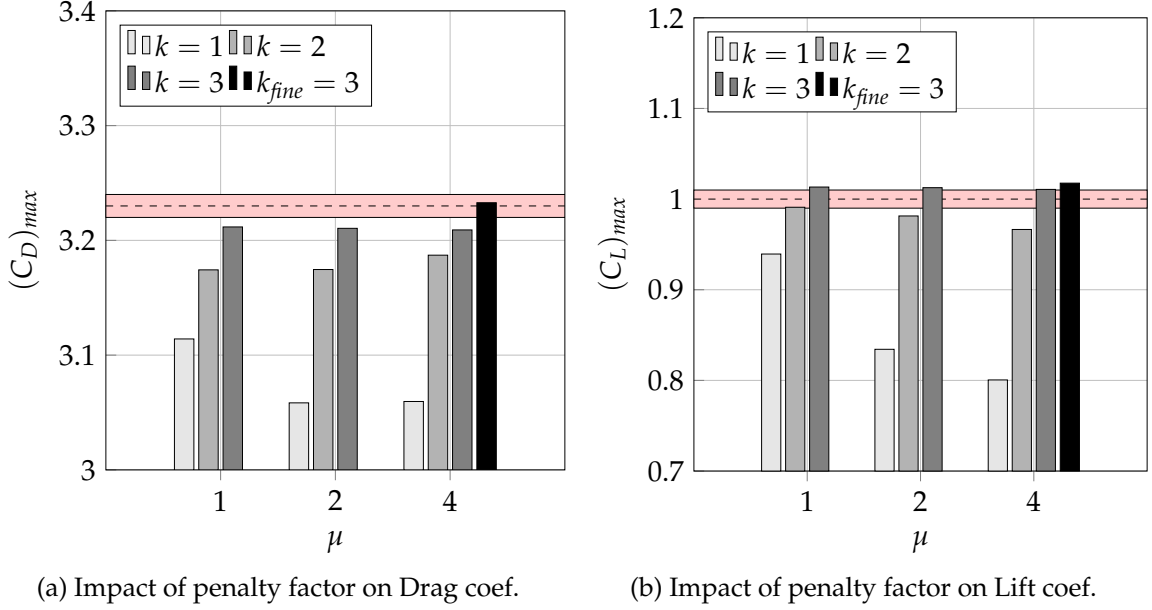 3.4
3.3
3.2
3.1
3
(C_D)_max
k = 1 k = 2
k = 3 k_fine = 3
1 2 4
μ
(a) Impact of penalty factor on Drag coef.
1.2
1.1
1
0.9
0.8
0.7
(C_L)_max
k = 1 k = 2
k = 3 k_fine = 3
1 2 4
μ
(b) Impact of penalty factor on Lift coef.